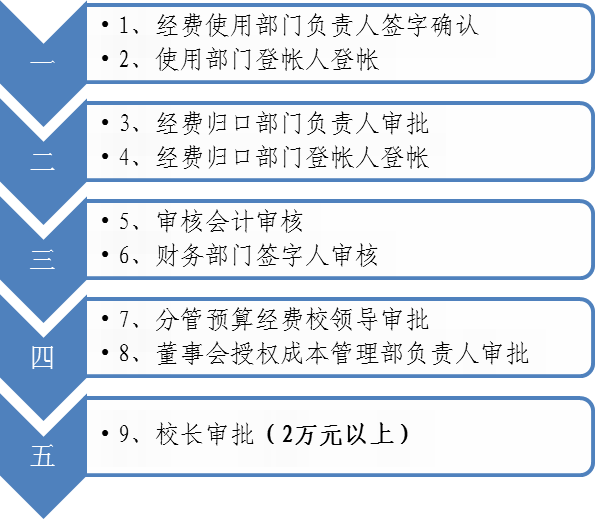 一
• 1、经费使用部门负责人签字确认
• 2、使用部门登帐人登帐
二
• 3、经费归口部门负责人审批
• 4、经费归口部门登帐人登帐
三
• 5、审核会计审核
• 6、财务部门签字人审核
四
• 7、分管预算经费校领导审批
• 8、董事会授权成本管理部负责人审批
五
• 9、校长审批（2万元以上）